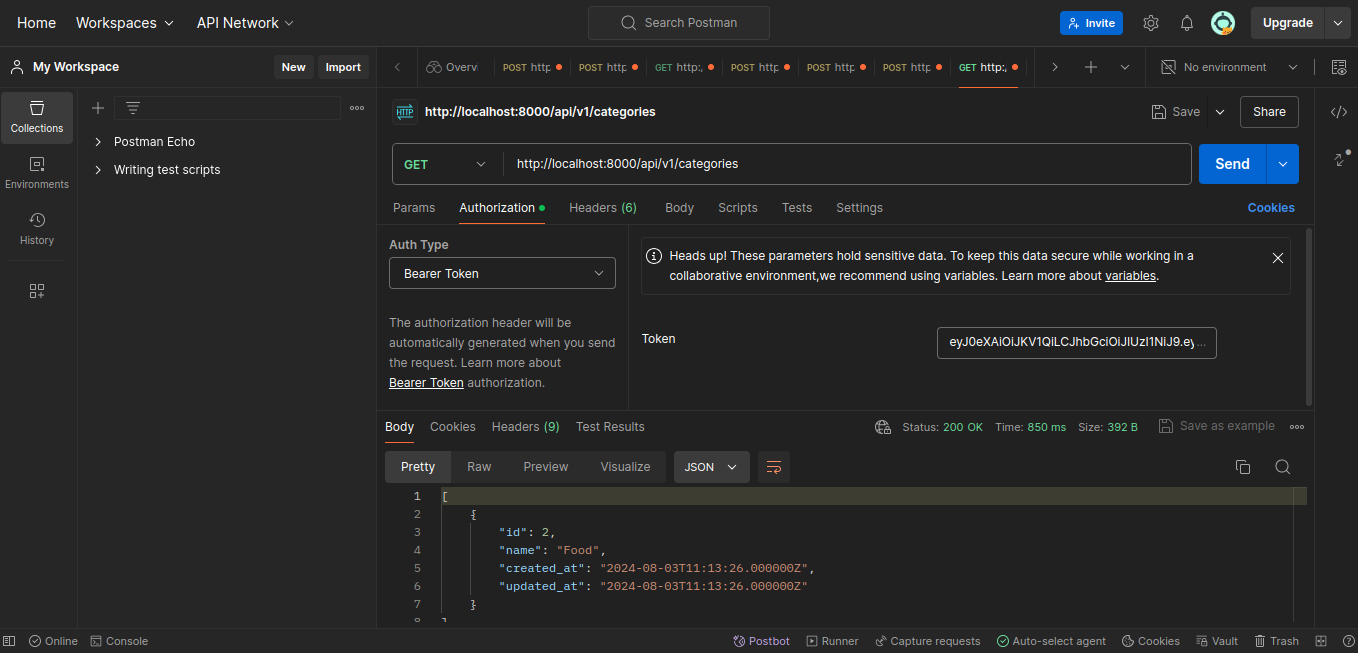 Home Workspaces API Network Search Postman Invite Upgrade
My Workspace New Import Overv POST http POST http GET http:, POST http POST http POST http GET http:, No environment
Collections
Environments
History
Postman Echo
Writing test scripts
HTTP http://localhost:8000/api/v1/categories Save Share
GET http://localhost:8000/api/v1/categories Send
Params Authorization Headers (6) Body Scripts Tests Settings Cookies
Auth Type
Bearer Token
The authorization header will be
automatically generated when you send
the request. Learn more about
Bearer Token authorization.
Heads up! These parameters hold sensitive data. To keep this data secure while working in a
collaborative environment,we recommend using variables. Learn more about variables.
Token eyJ0eXAiOiJKV1QiLCJhbGciOiJIUzI1NiJ9.ey...
Body Cookies Headers (9) Test Results Status: 200 OK Time: 850 ms Size: 392 B Save as example
Pretty Raw Preview Visualize JSON
1 [
2 {
3 "id": 2,
4 "name": "Food",
5 "created_at": "2024-08-03T11:13:26.000000Z",
6 "updated_at": "2024-08-03T11:13:26.000000Z"
7 }
8 ]
Online Console Postbot Runner Capture requests Auto-select agent Cookies Vault Trash